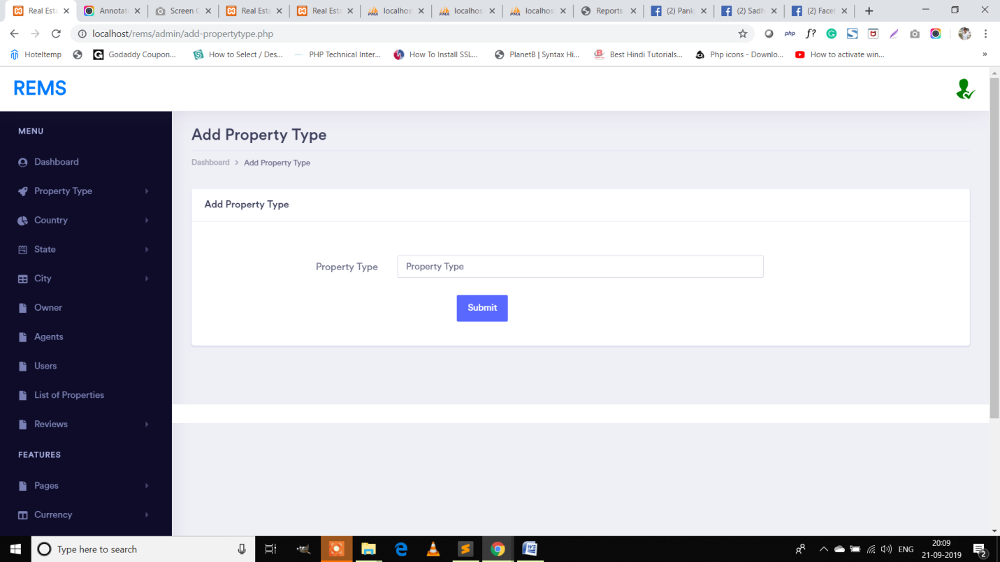 Real Esta
Annotat
Screen C
Real Esta
Real Esta
localhos
localhos
localhos
Reports
(2) Pank
(2) Sadh
(2) Faceb
localhost/rems/admin/add-propertytype.php
php
f?
Hoteltemp
Godaddy Coupon...
How to Select / Des...
PHP Technical Inter...
How To Install SSL...
PlanetB | Syntax Hi...
Best Hindi Tutorials...
Php icons - Downlo...
How to activate win...
»
REMS
MENU
Dashboard
Property Type
Country
State
City
Owner
Agents
Users
List of Properties
Reviews
FEATURES
Pages
Currency
Add Property Type
Dashboard > Add Property Type
Add Property Type
Property Type
Property Type
Submit
Type here to search
ENG
20:09
21-09-2019
2